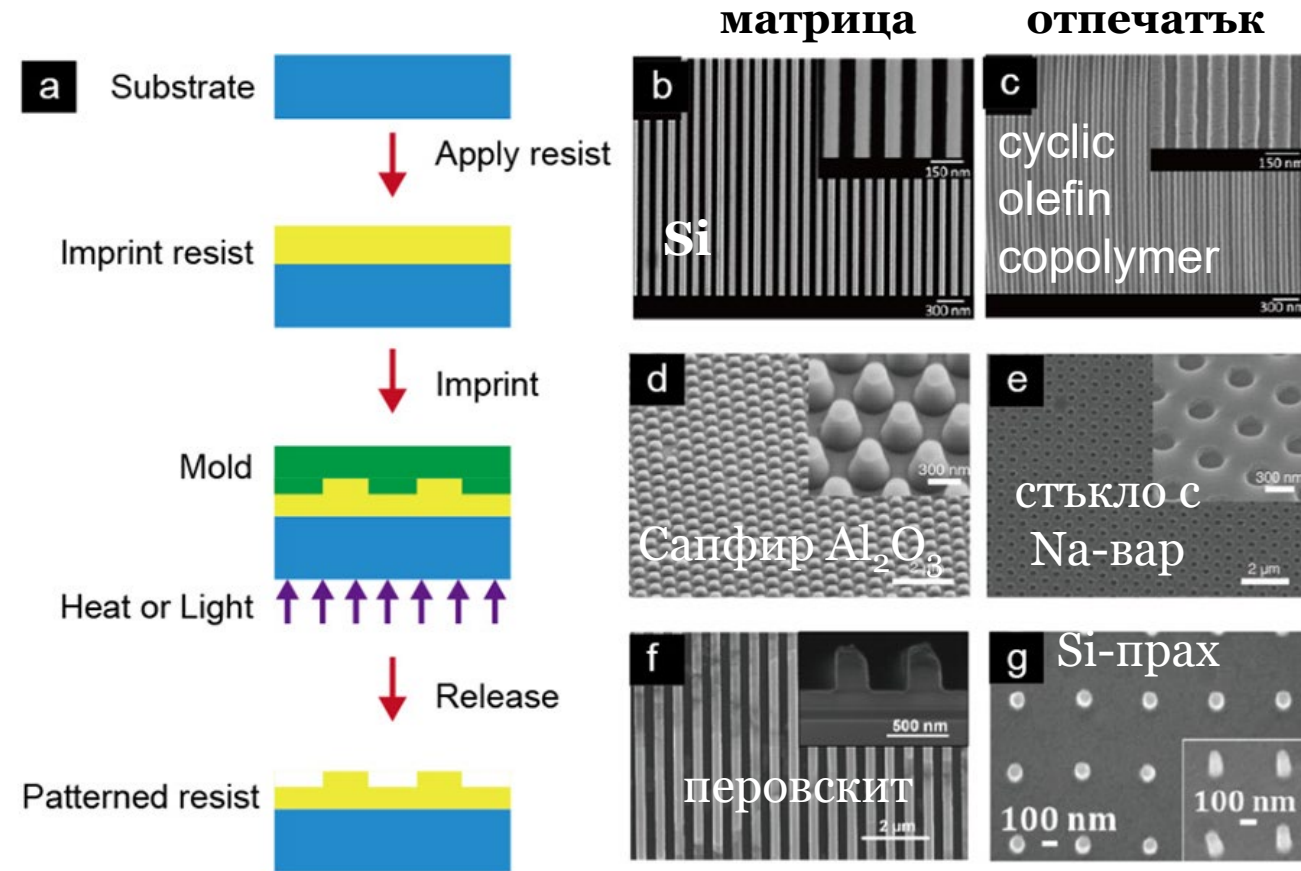 матрица
отпечатък
a
Substrate
Apply resist
Imprint resist
Imprint
Mold
Heat or Light
Release
Patterned resist
b
Si
150 nm
300 nm
c
cyclic
olefin
copolymer
150 nm
300 nm
d
300 nm
Сапфир Al₂O₃
e
300 nm
стъкло с
Na-вар
2 µm
f
500 nm
перовскит
2 µm
g
Si-прах
100 nm
100 nm